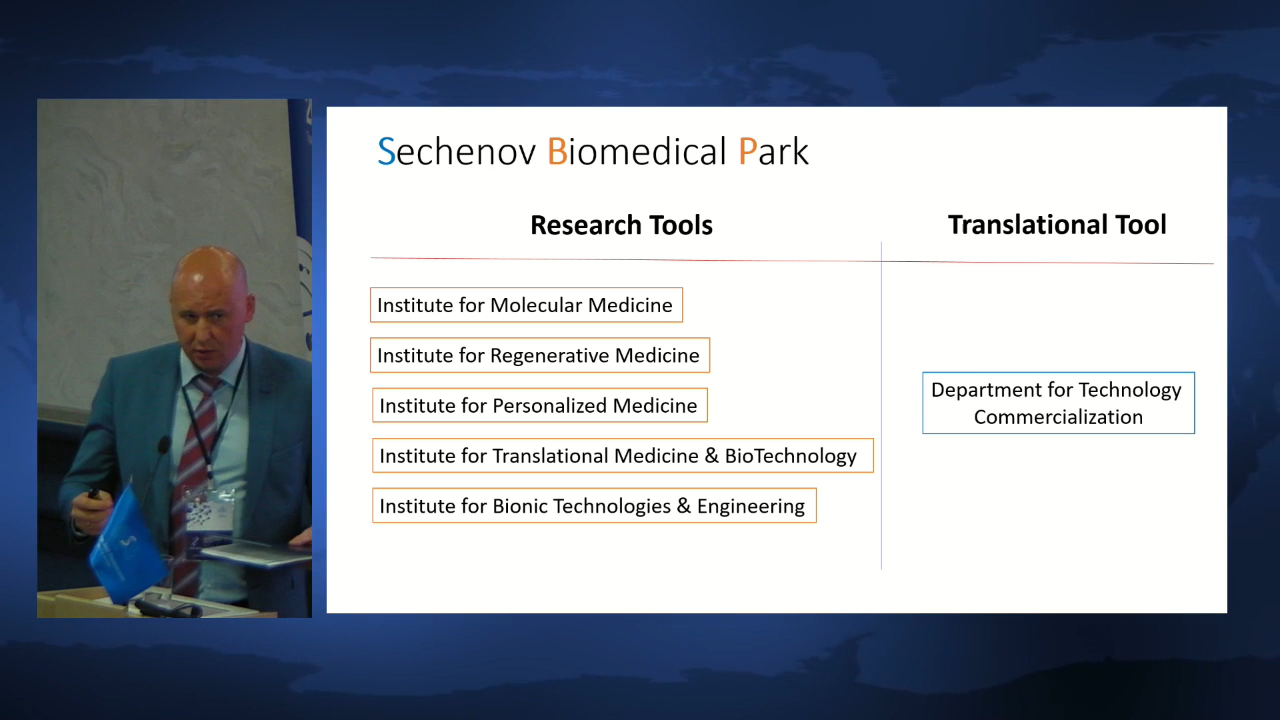 Sechenov Biomedical Park
Research Tools
Translational Tool
Institute for Molecular Medicine
Institute for Regenerative Medicine
Institute for Personalized Medicine
Institute for Translational Medicine & BioTechnology
Institute for Bionic Technologies & Engineering
Department for Technology
Commercialization